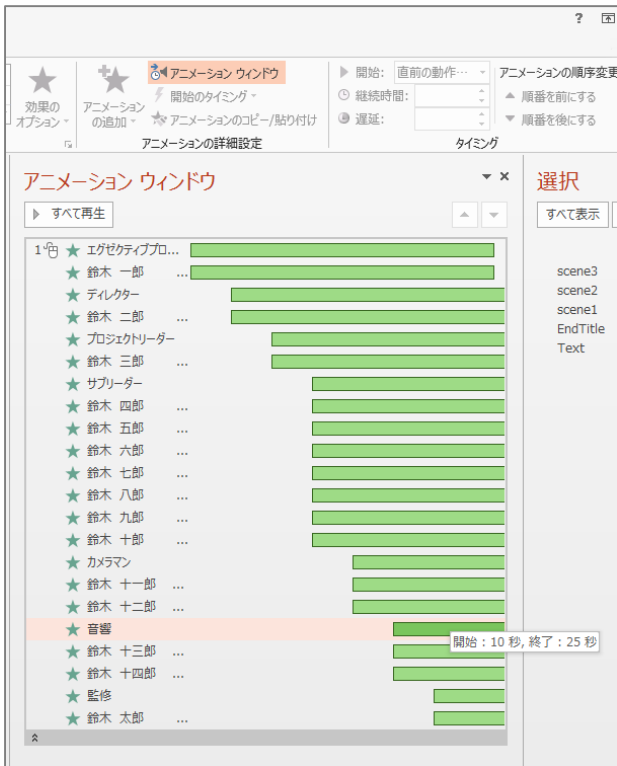 ?
効果の
オプション
アニメーション
の追加
アニメーション ウィンドウ
開始のタイミング
アニメーションのコピー/貼り付け
アニメーションの詳細設定
開始: 直前の動作…
継続時間:
遅延:
タイミング
アニメーションの順序変更
順番を前にする
順番を後にする
アニメーション ウィンドウ
すべて再生
1 エグゼクティブプロ...
鈴木 一郎 ...
ディレクター
鈴木 二郎 ...
プロジェクトリーダー
鈴木 三郎 ...
サブリーダー
鈴木 四郎 ...
鈴木 五郎 ...
鈴木 六郎 ...
鈴木 七郎 ...
鈴木 八郎 ...
鈴木 九郎 ...
鈴木 十郎 ...
カメラマン
鈴木 十一郎 ...
鈴木 十二郎 ...
音響
開始：10 秒, 終了：25 秒
鈴木 十三郎 ...
鈴木 十四郎 ...
監修
鈴木 太郎 ...
選択
すべて表示
scene3
scene2
scene1
EndTitle
Text